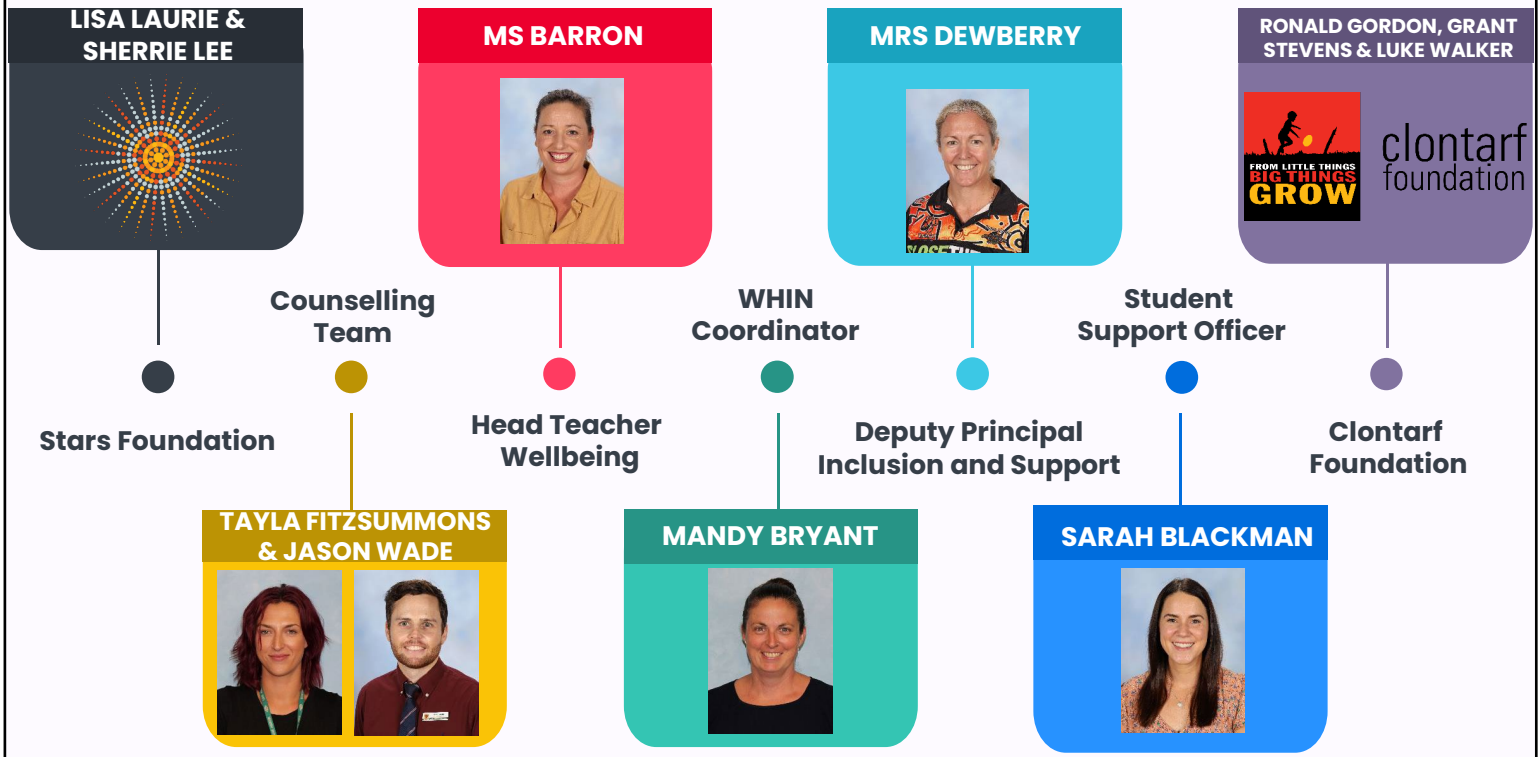 LISA LAURIE &
SHERRIE LEE
MS BARRON
MRS DEWBERRY
RONALD GORDON, GRANT
STEVENS & LUKE WALKER
FROM LITTLE THINGS
BIG THINGS
GROW
clontarf
foundation
Counselling
Team
WHIN
Coordinator
Student
Support Officer
Stars Foundation
Head Teacher
Wellbeing
Deputy Principal
Inclusion and Support
Clontarf
Foundation
TAYLA FITZSUMMONS
& JASON WADE
MANDY BRYANT
SARAH BLACKMAN